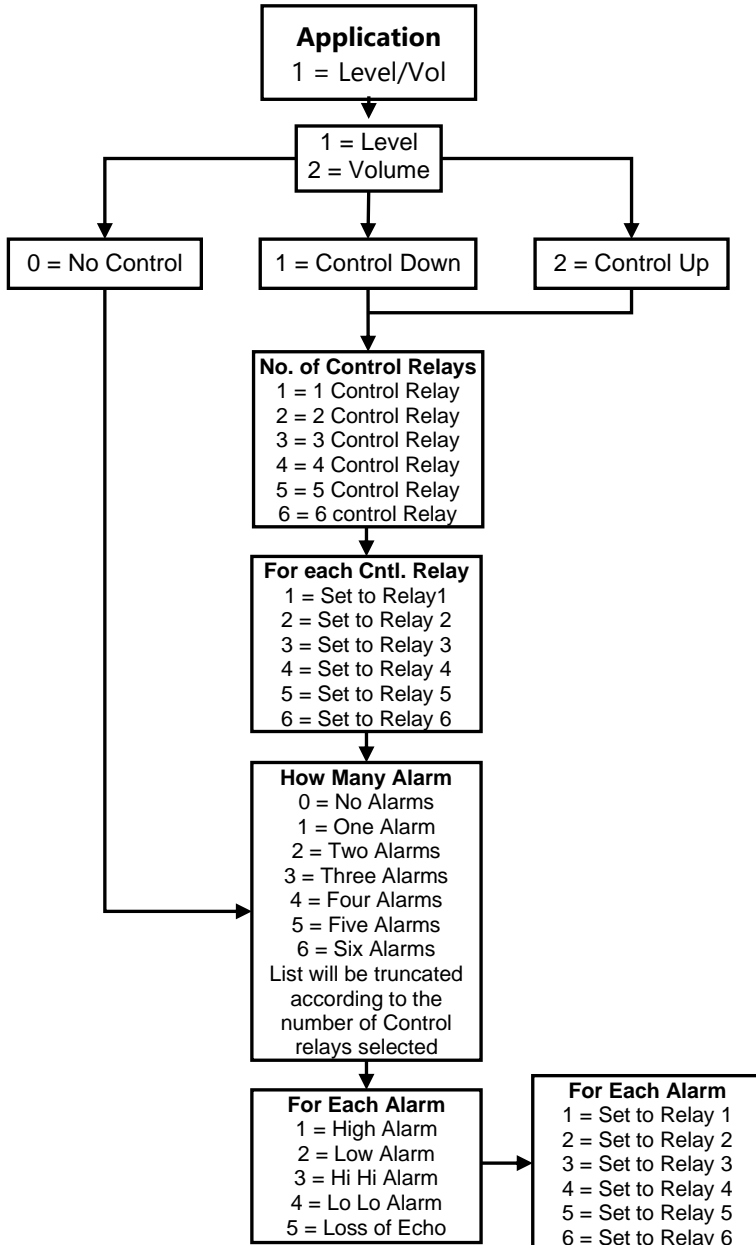 Application
1 = Level/Vol
1 = Level
2 = Volume
0 = No Control
1 = Control Down
2 = Control Up
No. of Control Relays
1 = 1 Control Relay
2 = 2 Control Relay
3 = 3 Control Relay
4 = 4 Control Relay
5 = 5 Control Relay
6 = 6 control Relay
For each Cntl. Relay
1 = Set to Relay1
2 = Set to Relay 2
3 = Set to Relay 3
4 = Set to Relay 4
5 = Set to Relay 5
6 = Set to Relay 6
How Many Alarm
0 = No Alarms
1 = One Alarm
2 = Two Alarms
3 = Three Alarms
4 = Four Alarms
5 = Five Alarms
6 = Six Alarms
List will be truncated
according to the
number of Control
relays selected
For Each Alarm
1 = High Alarm
2 = Low Alarm
3 = Hi Hi Alarm
4 = Lo Lo Alarm
5 = Loss of Echo
For Each Alarm
1 = Set to Relay 1
2 = Set to Relay 2
3 = Set to Relay 3
4 = Set to Relay 4
5 = Set to Relay 5
6 = Set to Relay 6